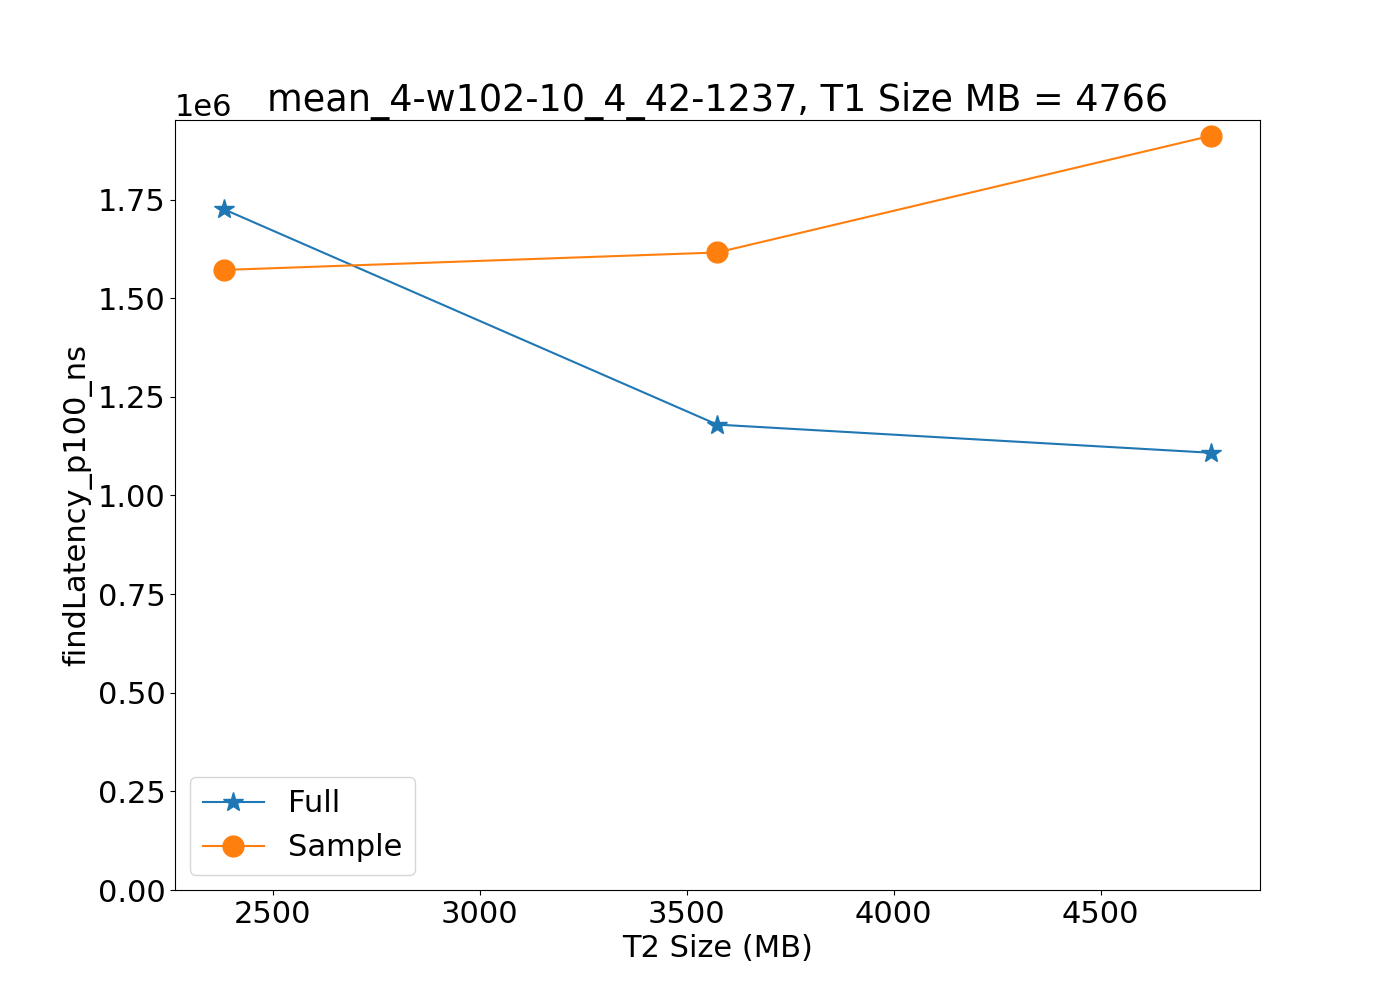 1e6
mean_4-w102-10_4_42-1237, T1 Size MB = 4766
findLatency_p100_ns
1.75
1.50
1.25
1.00
0.75
0.50
0.25
0.00
Full
Sample
2500 3000 3500 4000 4500
T2 Size (MB)